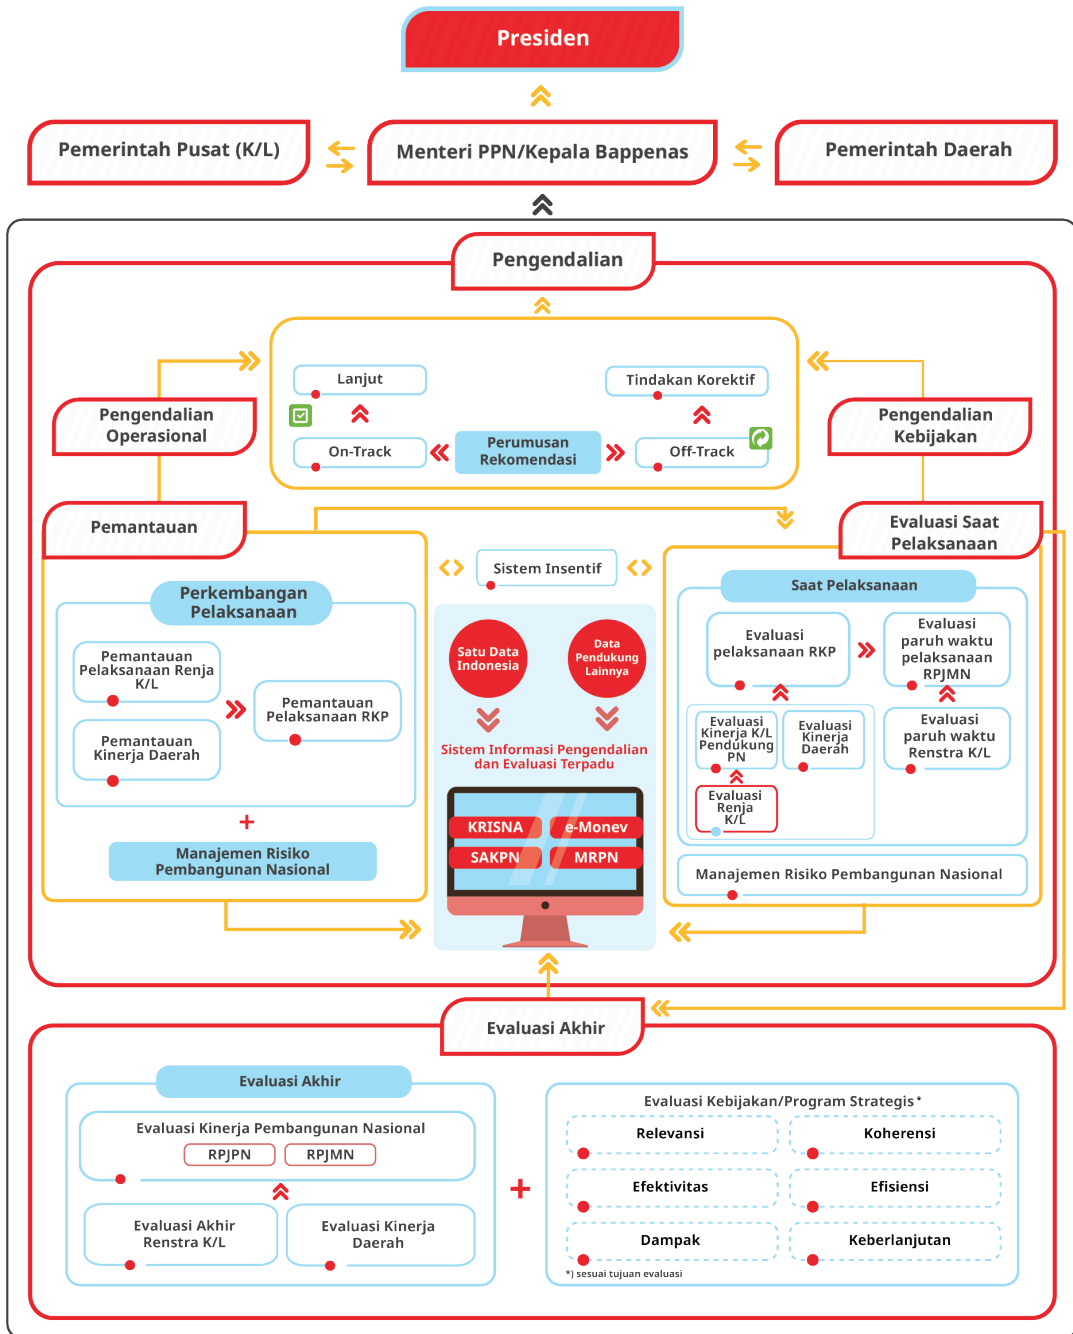 Presiden
Pemerintah Pusat (K/L)
Menteri PPN/Kepala Bappenas
Pemerintah Daerah
Pengendalian
Lanjut
Tindakan Korektif
Pengendalian
Operasional
Pengendalian
Kebijakan
On-Track
Perumusan
Rekomendasi
Off-Track
Pemantauan
Evaluasi Saat
Pelaksanaan
Sistem Insentif
Perkembangan
Pelaksanaan
Pemantauan
Pelaksanaan Renja
K/L
Pemantauan
Kinerja Daerah
Pemantauan
Pelaksanaan RKP
+
Manajemen Risiko
Pembangunan Nasional
Satu Data
Indonesia
Data
Pendukung
Lainnya
Sistem Informasi Pengendalian
dan Evaluasi Terpadu
KRISNA
e-Monev
SAKPN
MRPN
Saat Pelaksanaan
Evaluasi
pelaksanaan RKP
Evaluasi
paruh waktu
pelaksanaan
RPJMN
Evaluasi
Kinerja K/L
Pendukung
PN
Evaluasi
Kinerja
Daerah
Evaluasi
paruh waktu
Renstra K/L
Evaluasi
Renja
K/L
Manajemen Risiko Pembangunan Nasional
Evaluasi Akhir
Evaluasi Akhir
Evaluasi Kinerja Pembangunan Nasional
RPJPN
RPJMN
Evaluasi Akhir
Renstra K/L
Evaluasi Kinerja
Daerah
+
Evaluasi Kebijakan/Program Strategis*
Relevansi
Koherensi
Efektivitas
Efisiensi
Dampak
Keberlanjutan
*) sesuai tujuan evaluasi